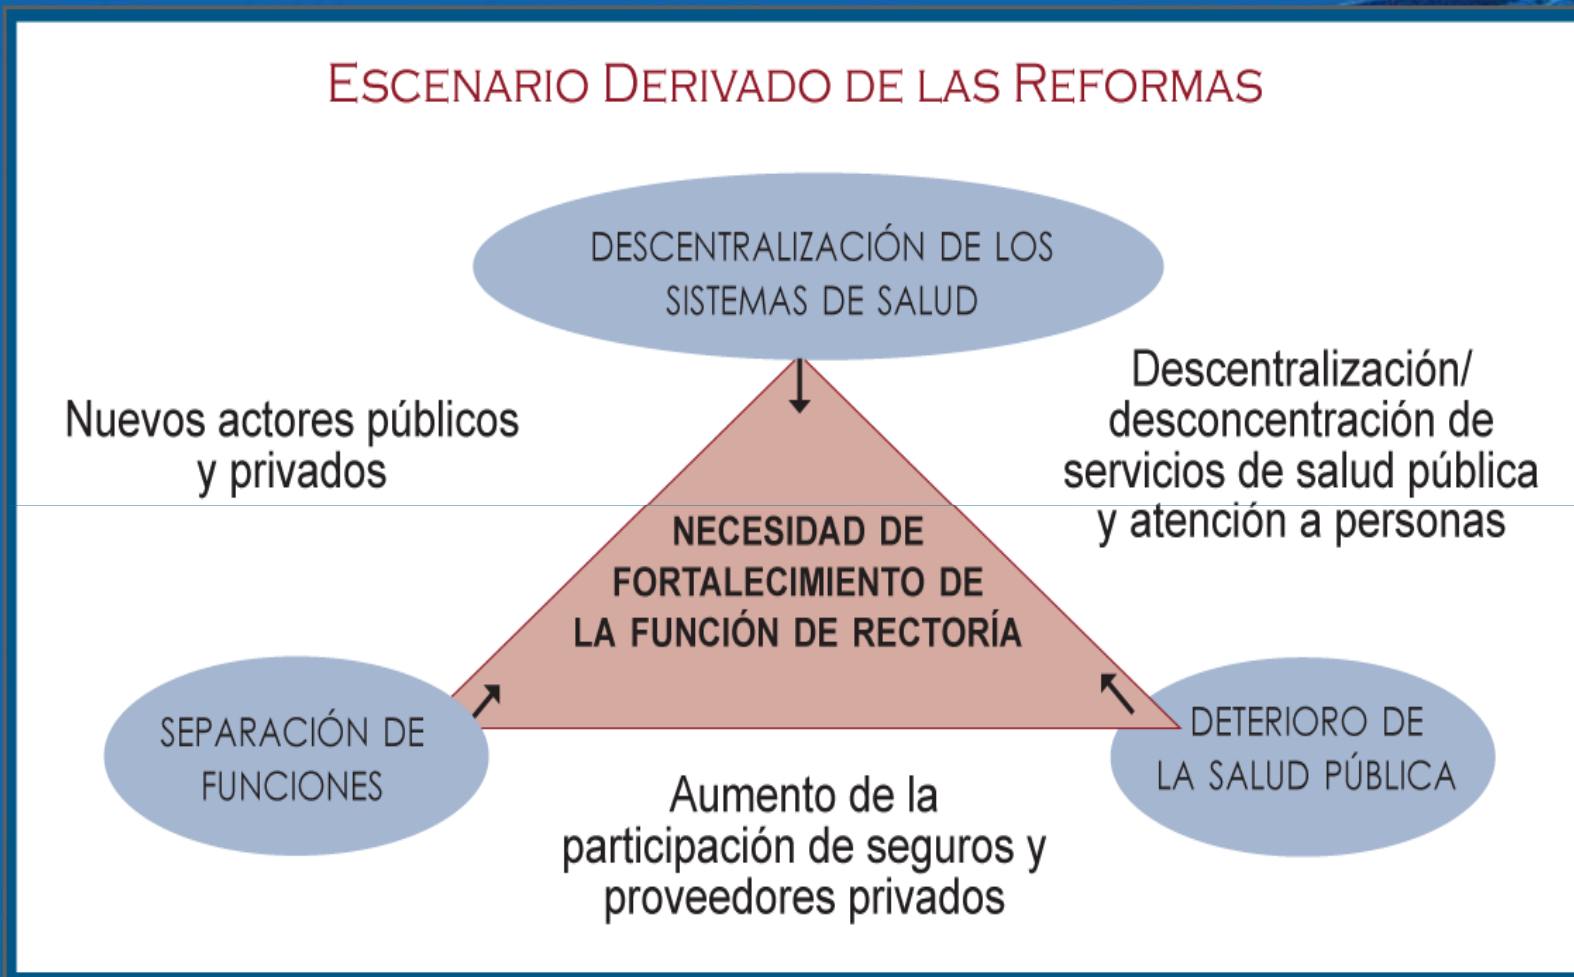 ESCENARIO DERIVADO DE LAS REFORMAS
DESCENTRALIZACIÓN DE LOS
SISTEMAS DE SALUD
Nuevos actores públicos
y privados
Descentralización/
desconcentración de
servicios de salud pública
y atención a personas
NECESIDAD DE
FORTALECIMIENTO DE
LA FUNCIÓN DE RECTORÍA
SEPARACIÓN DE
FUNCIONES
DETERIORO DE
LA SALUD PÚBLICA
Aumento de la
participación de seguros y
proveedores privados